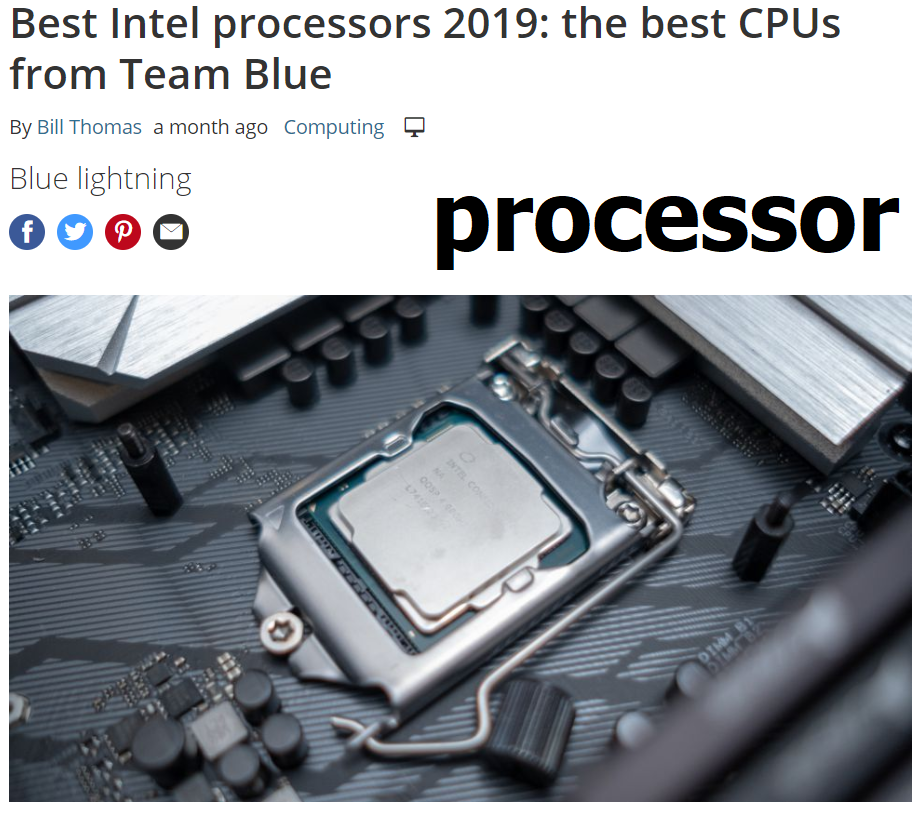 Best Intel processors 2019: the best CPUs
from Team Blue
By Bill Thomas a month ago Computing
Blue lightning
processor
INTEL